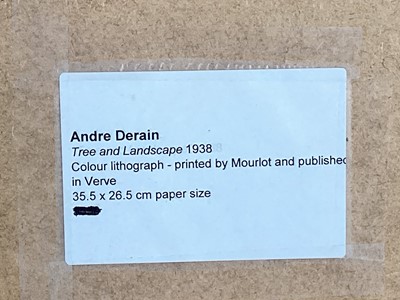 Andre Derain
Tree and Landscape 1938
Colour lithograph - printed by Mourlot and published
in Verve
35.5 x 26.5 cm paper size